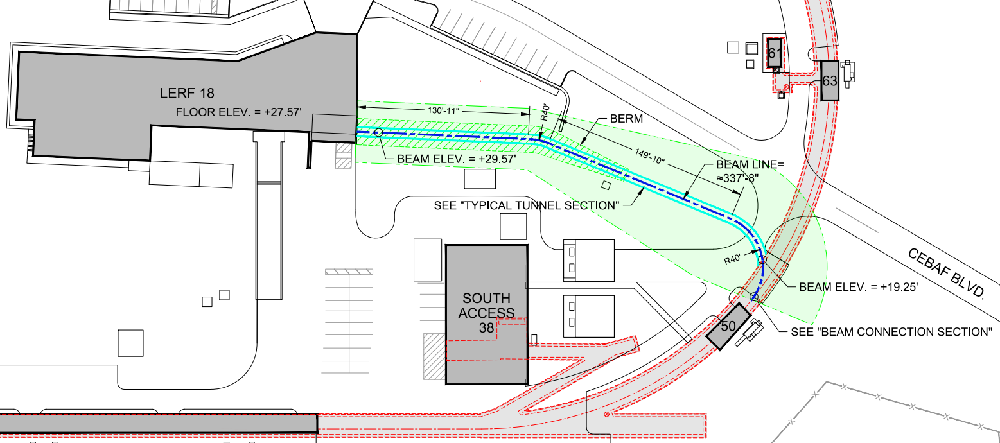 61
63
LERF 18
FLOOR ELEV. = +27.57'
130'-11"
R40'
BERM
149'-10"
BEAM ELEV. = +29.57'
BEAM LINE=
≈337'-8"
SEE "TYPICAL TUNNEL SECTION"
R40'
CEBAF BLVD.
BEAM ELEV. = +19.25'
SOUTH
ACCESS
38
50
SEE "BEAM CONNECTION SECTION"